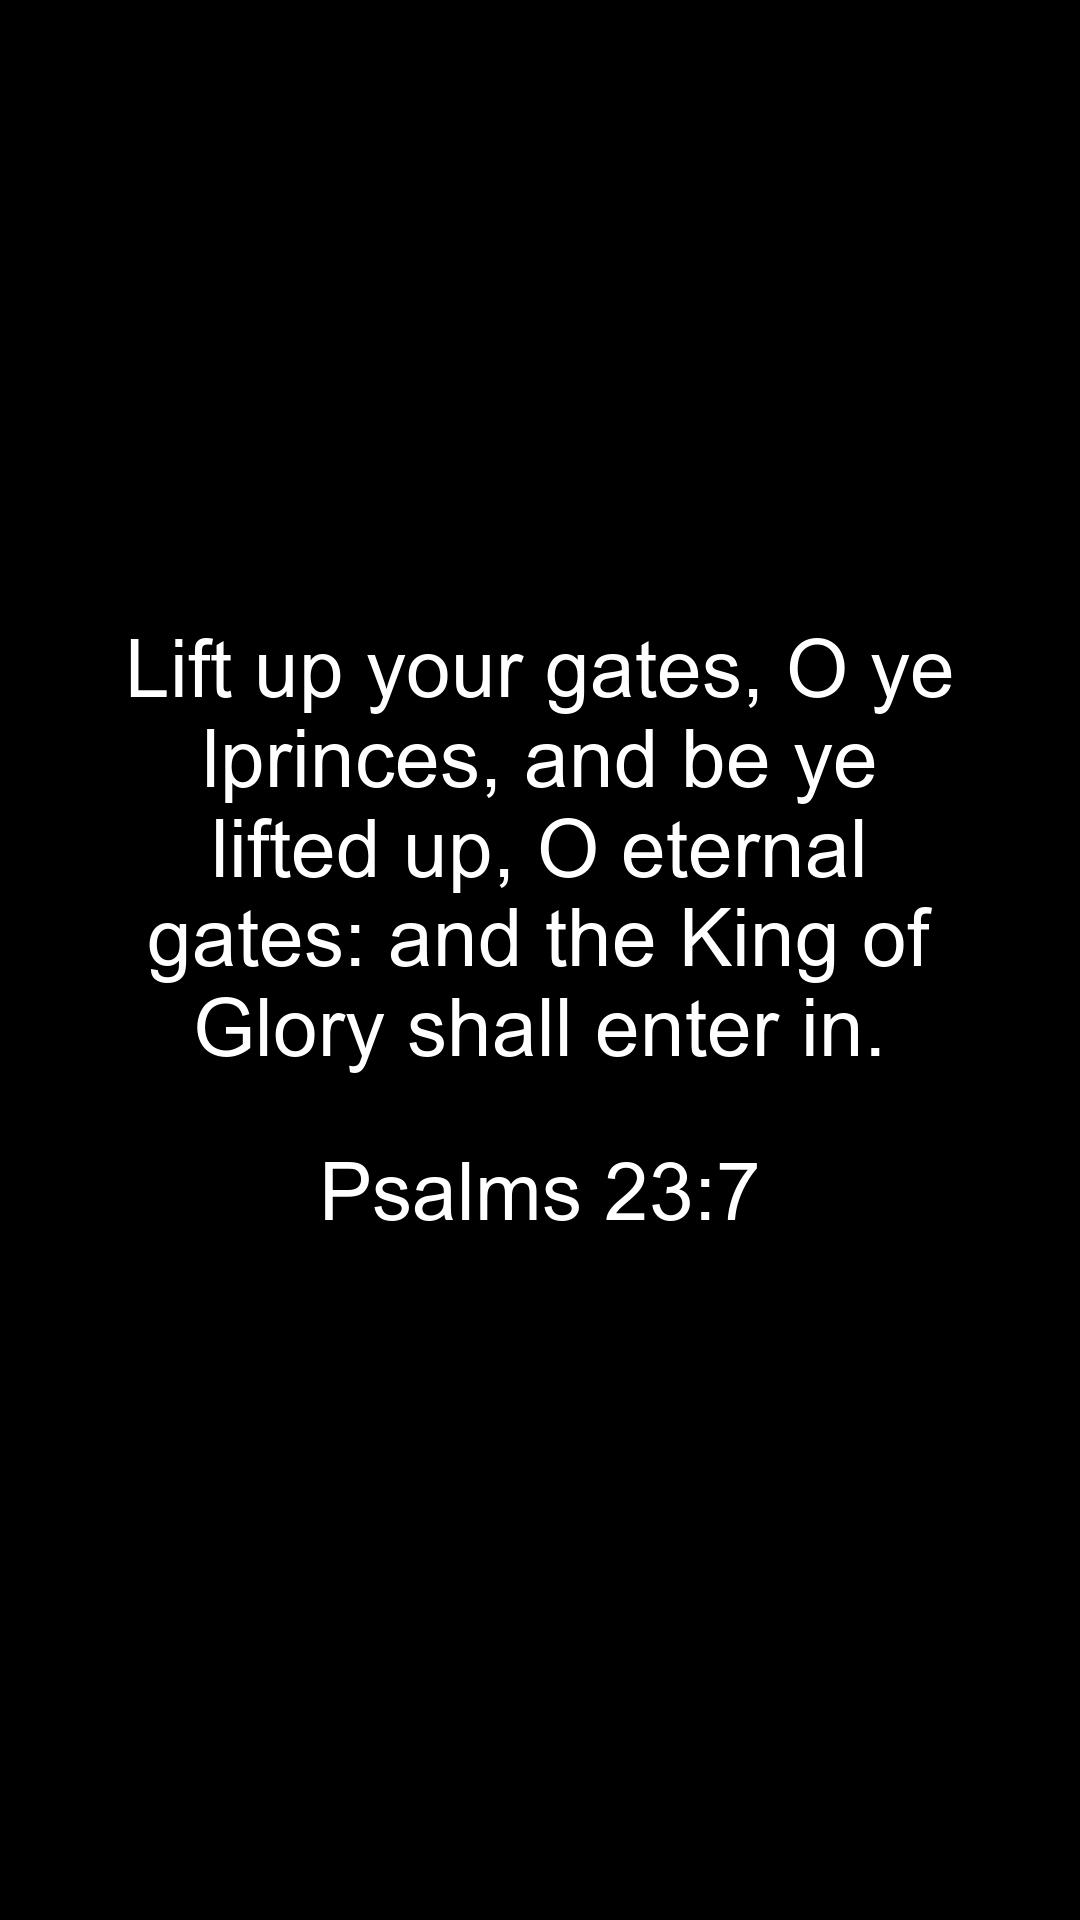 Lift up your gates, O ye
lprinces, and be ye
lifted up, O eternal
gates: and the King of
Glory shall enter in.
Psalms 23:7